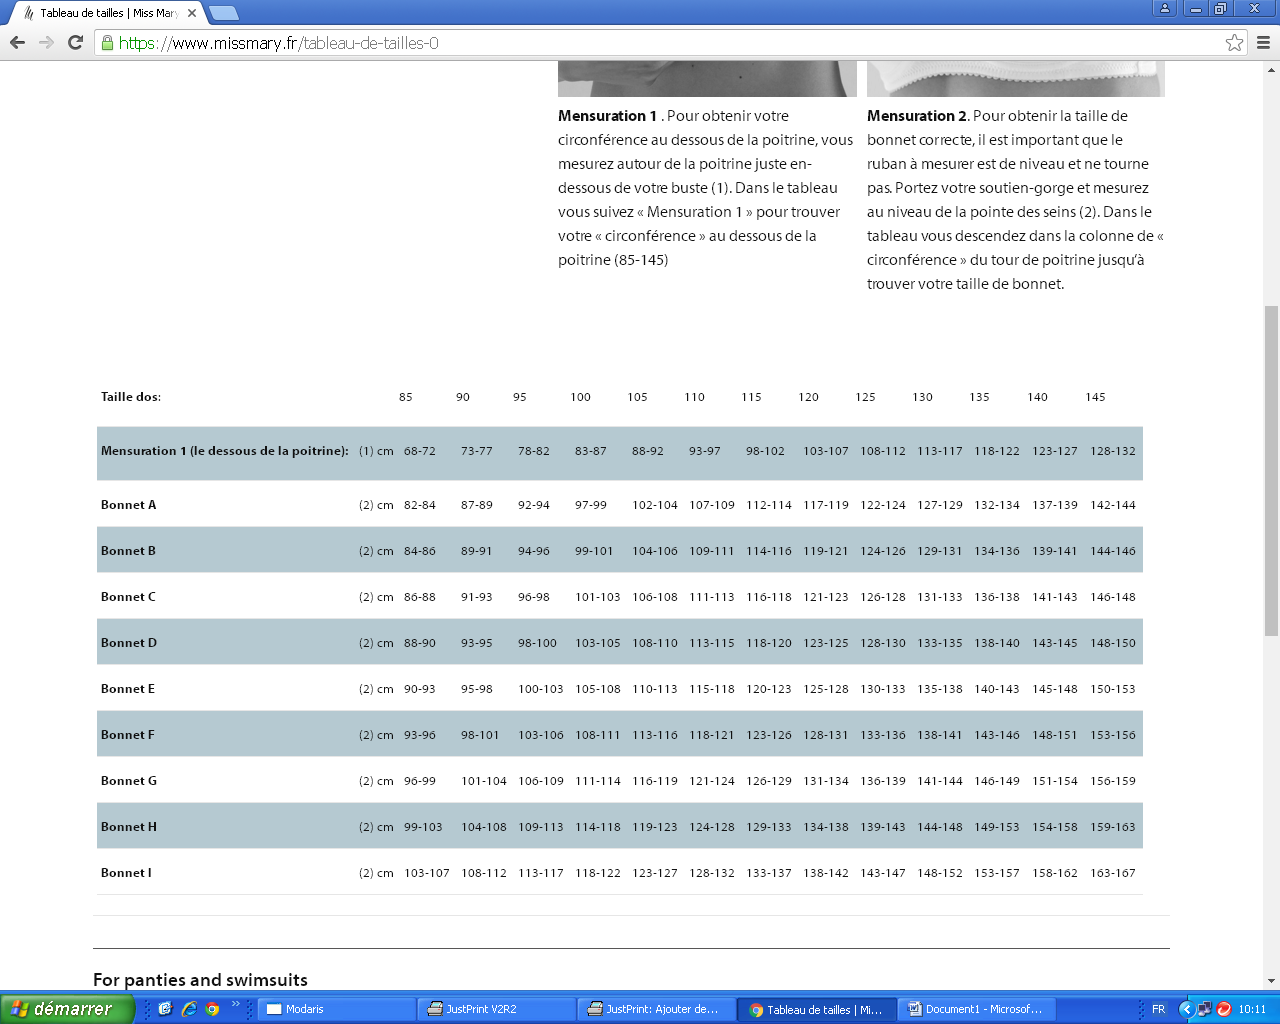 Tableau de tailles | Miss Mary
https://www.missmary.fr/tableau-de-tailles-0
Mensuration 1 . Pour obtenir votre
circonférence au dessous de la poitrine, vous
mesurez autour de la poitrine juste en-
dessous de votre buste (1). Dans le tableau
vous suivez « Mensuration 1 » pour trouver
votre « circonférence » au dessous de la
poitrine (85-145)
Mensuration 2. Pour obtenir la taille de
bonnet correcte, il est important que le
ruban à mesurer est de niveau et ne tourne
pas. Portez votre soutien-gorge et mesurez
au niveau de la pointe des seins (2). Dans le
tableau vous descendez dans la colonne de «
circonférence » du tour de poitrine jusqu'à
trouver votre taille de bonnet.
Taille dos: 85 90 95 100 105 110 115 120 125 130 135 140 145
Mensuration 1 (le dessous de la poitrine): (1) cm 68-72 73-77 78-82 83-87 88-92 93-97 98-102 103-107 108-112 113-117 118-122 123-127 128-132
Bonnet A (2) cm 82-84 87-89 92-94 97-99 102-104 107-109 112-114 117-119 122-124 127-129 132-134 137-139 142-144
Bonnet B (2) cm 84-86 89-91 94-96 99-101 104-106 109-111 114-116 119-121 124-126 129-131 134-136 139-141 144-146
Bonnet C (2) cm 86-88 91-93 96-98 101-103 106-108 111-113 116-118 121-123 126-128 131-133 136-138 141-143 146-148
Bonnet D (2) cm 88-90 93-95 98-100 103-105 108-110 113-115 118-120 123-125 128-130 133-135 138-140 143-145 148-150
Bonnet E (2) cm 90-93 95-98 100-103 105-108 110-113 115-118 120-123 125-128 130-133 135-138 140-143 145-148 150-153
Bonnet F (2) cm 93-96 98-101 103-106 108-111 113-116 118-121 123-126 128-131 133-136 138-141 143-146 148-151 153-156
Bonnet G (2) cm 96-99 101-104 106-109 111-114 116-119 121-124 126-129 131-134 136-139 141-144 146-149 151-154 156-159
Bonnet H (2) cm 99-103 104-108 109-113 114-118 119-123 124-128 129-133 134-138 139-143 144-148 149-153 154-158 159-163
Bonnet I (2) cm 103-107 108-112 113-117 118-122 123-127 128-132 133-137 138-142 143-147 148-152 153-157 158-162 163-167
For panties and swimsuits
démarrer Modaris JustPrint V2R2 JustPrint: Ajouter de... Tableau de tailles | Mi... Document1 - Microsof... FR 10:11